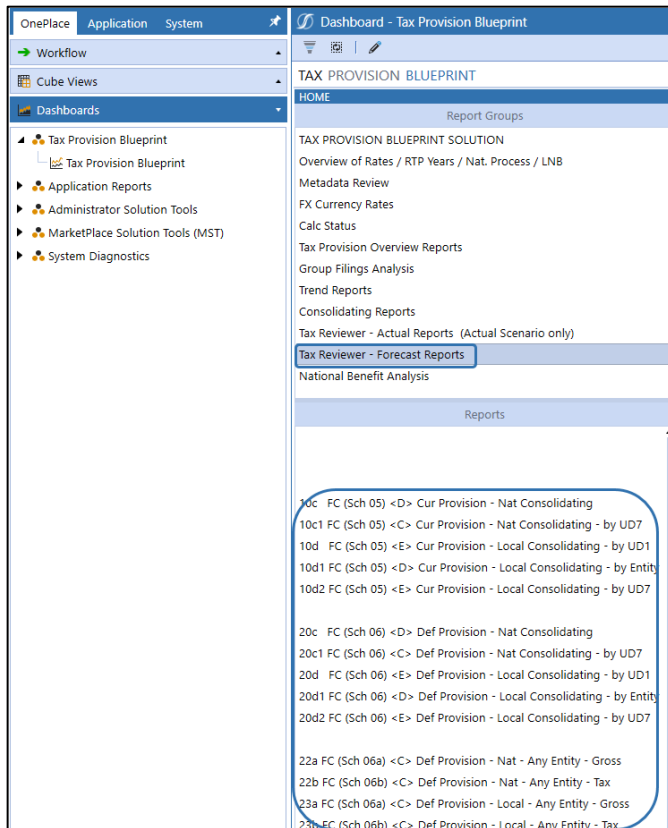 OnePlace Application System
Workflow
Cube Views
Dashboards
Tax Provision Blueprint
Tax Provision Blueprint
Application Reports
Administrator Solution Tools
MarketPlace Solution Tools (MST)
System Diagnostics
Dashboard - Tax Provision Blueprint
TAX PROVISION BLUEPRINT
HOME
Report Groups
TAX PROVISION BLUEPRINT SOLUTION
Overview of Rates / RTP Years / Nat. Process / LNB
Metadata Review
FX Currency Rates
Calc Status
Tax Provision Overview Reports
Group Filings Analysis
Trend Reports
Consolidating Reports
Tax Reviewer - Actual Reports (Actual Scenario only)
Tax Reviewer - Forecast Reports
National Benefit Analysis
Reports
10c FC (Sch 05) <D> Cur Provision - Nat Consolidating
10c1 FC (Sch 05) <C> Cur Provision - Nat Consolidating - by UD7
10d FC (Sch 05) <E> Cur Provision - Local Consolidating - by UD1
10d1 FC (Sch 05) <D> Cur Provision - Local Consolidating - by Entity
10d2 FC (Sch 05) <E> Cur Provision - Local Consolidating - by UD7
20c FC (Sch 06) <D> Def Provision - Nat Consolidating
20c1 FC (Sch 06) <C> Def Provision - Nat Consolidating - by UD7
20d FC (Sch 06) <E> Def Provision - Local Consolidating - by UD1
20d1 FC (Sch 06) <D> Def Provision - Local Consolidating - by Entity
20d2 FC (Sch 06) <E> Def Provision - Local Consolidating - by UD7
22a FC (Sch 06a) <C> Def Provision - Nat - Any Entity - Gross
22b FC (Sch 06b) <C> Def Provision - Nat - Any Entity - Tax
23a FC (Sch 06a) <C> Def Provision - Local - Any Entity - Gross
23b FC (Sch 06b) <C> Def Provision - Local - Any Entity - Tax